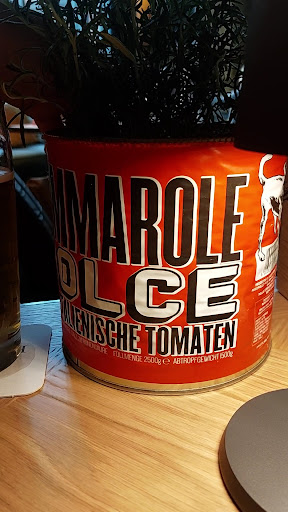 MMAROLE
OLCE
ALIENISCHE TOMATEN
FÜLLMENGE 2500g ℮ ABTROPFGEWICHT 1500g